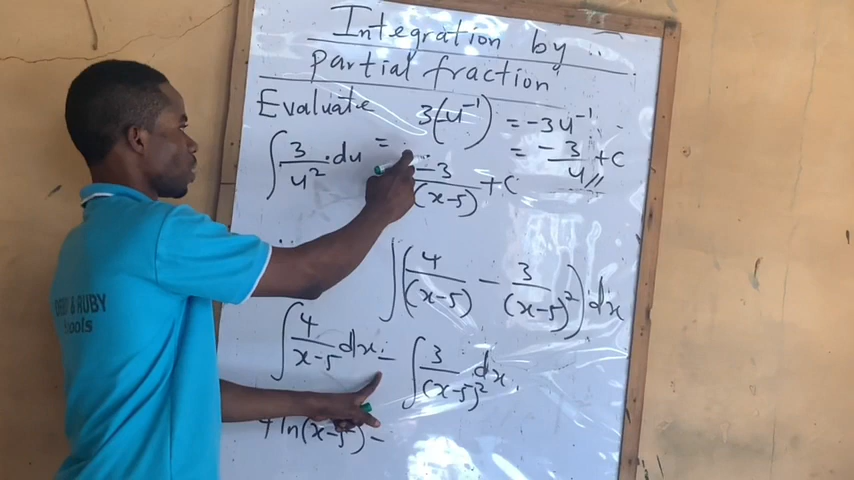 Integration by
partial fraction
Evaluate 3(-u⁻¹) = -3u⁻¹
∫ 3/u² · du = = -3/u + C
-3/(x-5) + C
∫(4/(x-5) - 3/(x-5)²)dx
∫ 4/(x-5) dx - ∫ 3/(x-5)² dx
4 ln(x-5) -
& RUBY